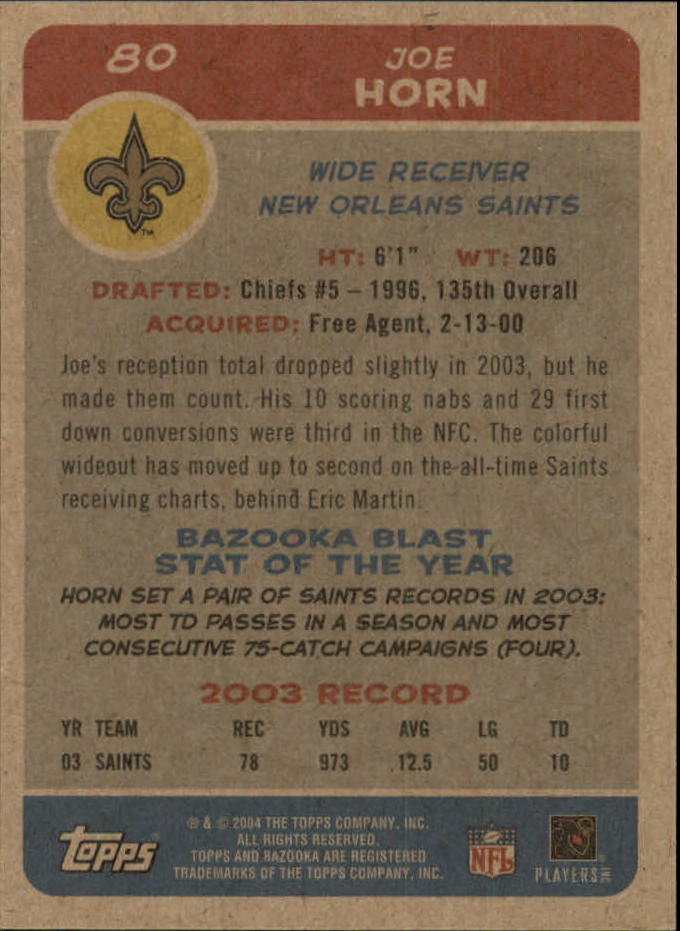 80
JOE
HORN
WIDE RECEIVER
NEW ORLEANS SAINTS
TM
HT: 6'1" WT: 206
DRAFTED: Chiefs #5 – 1996, 135th Overall
ACQUIRED: Free Agent, 2-13-00
Joe's reception total dropped slightly in 2003, but he
made them count. His 10 scoring nabs and 29 first
down conversions were third in the NFC. The colorful
wideout has moved up to second on the all-time Saints
receiving charts, behind Eric Martin.
BAZOOKA BLAST
STAT OF THE YEAR
HORN SET A PAIR OF SAINTS RECORDS IN 2003:
MOST TD PASSES IN A SEASON AND MOST
CONSECUTIVE 75-CATCH CAMPAIGNS (FOUR).
2003 RECORD
YR TEAM REC YDS AVG LG TD
03 SAINTS 78 973 12.5 50 10
Topps
® & © 2004 THE TOPPS COMPANY, INC.
ALL RIGHTS RESERVED.
TOPPS AND BAZOOKA ARE REGISTERED
TRADEMARKS OF THE TOPPS COMPANY, INC.
NFL
PLAYERS INC